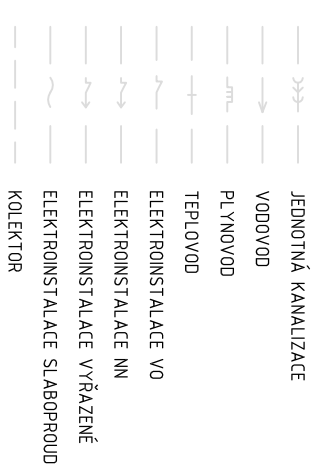 JEDNOTNÁ KANALIZACE
VODOVOD
PLYNOVOD
TEPLOVOD
ELEKTROINSTALACE VO
ELEKTROINSTALACE NN
ELEKTROINSTALACE VYŘAZENÉ
ELEKTROINSTALACE SLABOPROUD
KOLEKTOR